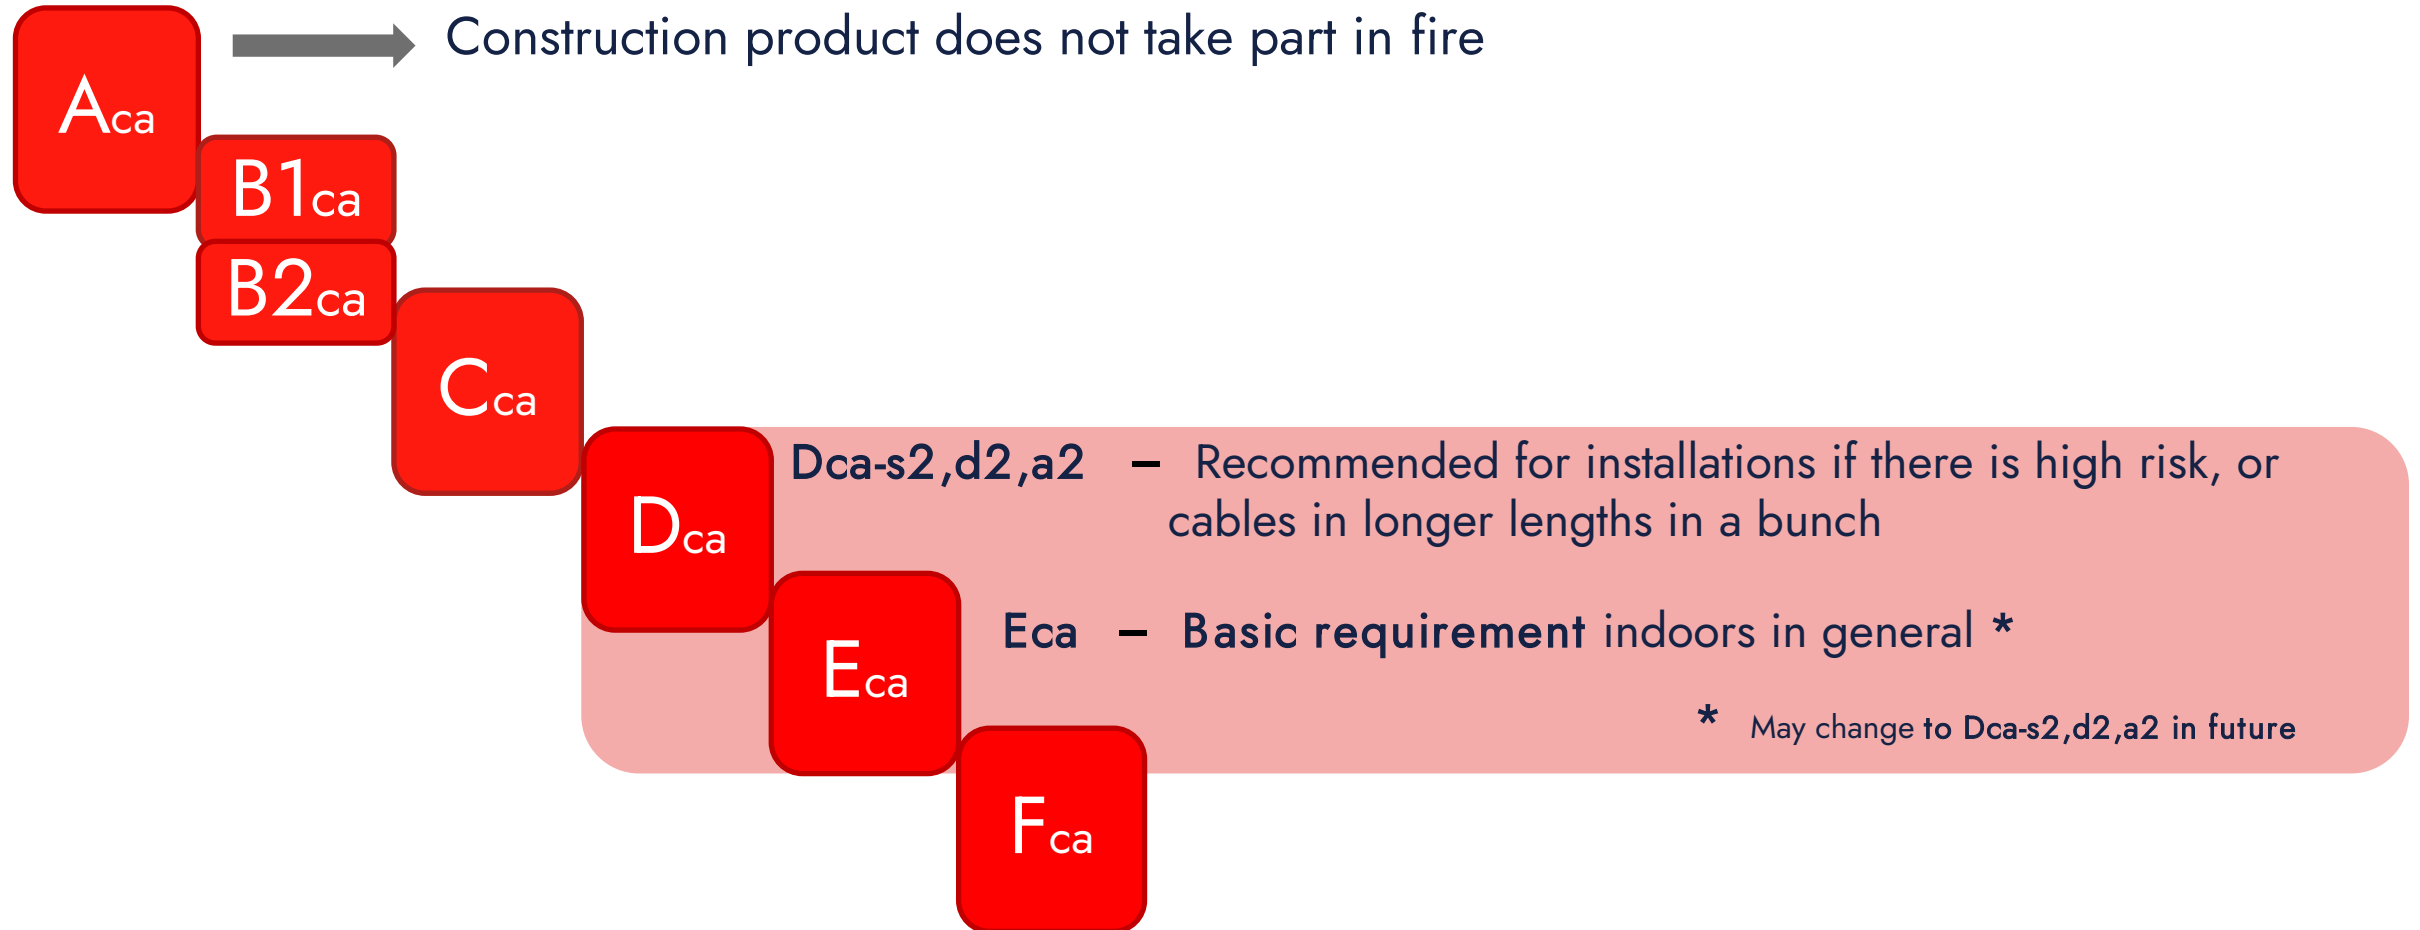 Aca
Construction product does not take part in fire
B1ca
B2ca
Cca
Dca
Dca-s2,d2,a2 – Recommended for installations if there is high risk, or
cables in longer lengths in a bunch
Eca
Eca – Basic requirement indoors in general *
* May change to Dca-s2,d2,a2 in future
Fca